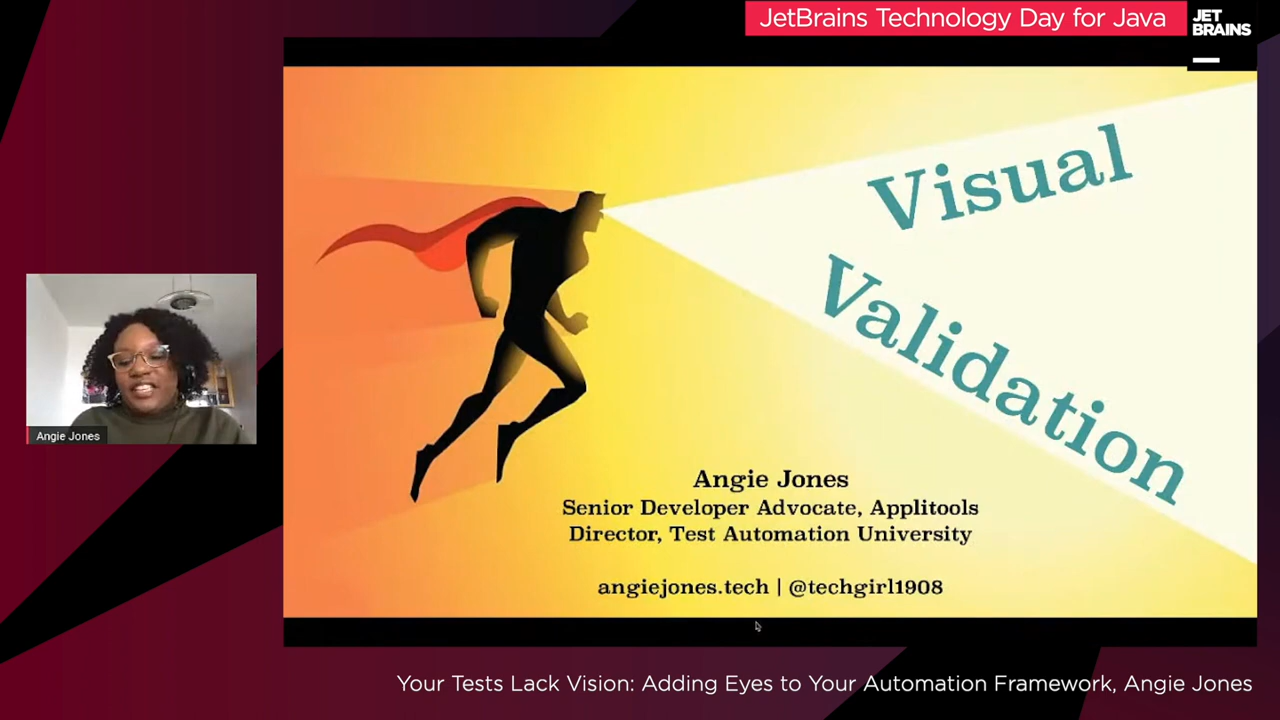 JetBrains Technology Day for Java
JET
BRAINS
Visual
Validation
Angie Jones
Senior Developer Advocate, Applitools
Director, Test Automation University
angiejones.tech | @techgirl1908
Angie Jones
Your Tests Lack Vision: Adding Eyes to Your Automation Framework, Angie Jones